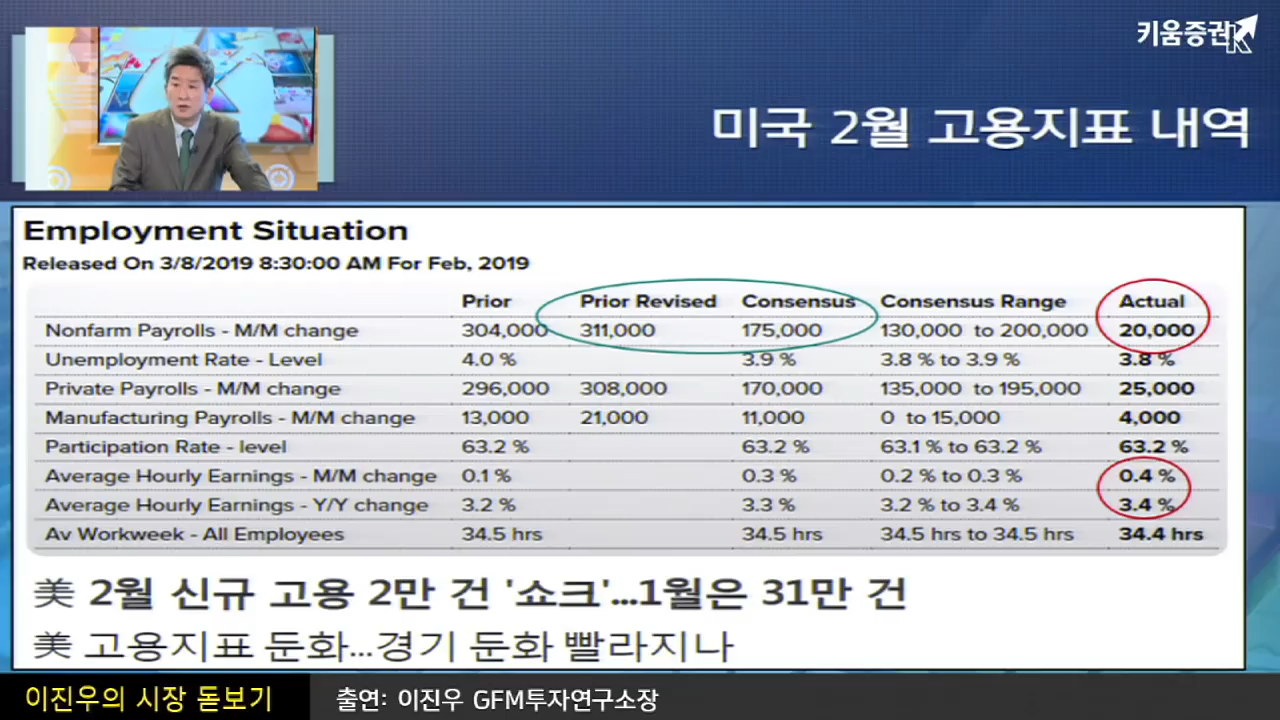 키움증권
미국 2월 고용지표 내역
Employment Situation
Released On 3/8/2019 8:30:00 AM For Feb, 2019
Prior Prior Revised Consensus Consensus Range Actual
Nonfarm Payrolls - M/M change 304,000 311,000 175,000 130,000 to 200,000 20,000
Unemployment Rate - Level 4.0 % 3.9 % 3.8 % to 3.9 % 3.8 %
Private Payrolls - M/M change 296,000 308,000 170,000 135,000 to 195,000 25,000
Manufacturing Payrolls - M/M change 13,000 21,000 11,000 0 to 15,000 4,000
Participation Rate - level 63.2 % 63.2 % 63.1 % to 63.2 % 63.2 %
Average Hourly Earnings - M/M change 0.1 % 0.3 % 0.2 % to 0.3 % 0.4 %
Average Hourly Earnings - Y/Y change 3.2 % 3.3 % 3.2 % to 3.4 % 3.4 %
Av Workweek - All Employees 34.5 hrs 34.5 hrs 34.5 hrs to 34.5 hrs 34.4 hrs
美 2월 신규 고용 2만 건 '쇼크'...1월은 31만 건
美 고용지표 둔화...경기 둔화 빨라지나
이진우의 시장 돋보기
출연: 이진우 GFM투자연구소장